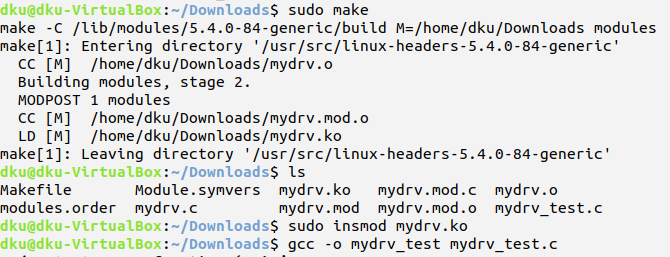 dku@dku-VirtualBox:~/Downloads$ sudo make
make -C /lib/modules/5.4.0-84-generic/build M=/home/dku/Downloads modules
make[1]: Entering directory '/usr/src/linux-headers-5.4.0-84-generic'
  CC [M]  /home/dku/Downloads/mydrv.o
  Building modules, stage 2.
  MODPOST 1 modules
  CC [M]  /home/dku/Downloads/mydrv.mod.o
  LD [M]  /home/dku/Downloads/mydrv.ko
make[1]: Leaving directory '/usr/src/linux-headers-5.4.0-84-generic'
dku@dku-VirtualBox:~/Downloads$ ls
Makefile       Module.symvers  mydrv.ko   mydrv.mod.c  mydrv.o
modules.order  mydrv.c         mydrv.mod  mydrv.mod.o  mydrv_test.c
dku@dku-VirtualBox:~/Downloads$ sudo insmod mydrv.ko
dku@dku-VirtualBox:~/Downloads$ gcc -o mydrv_test mydrv_test.c